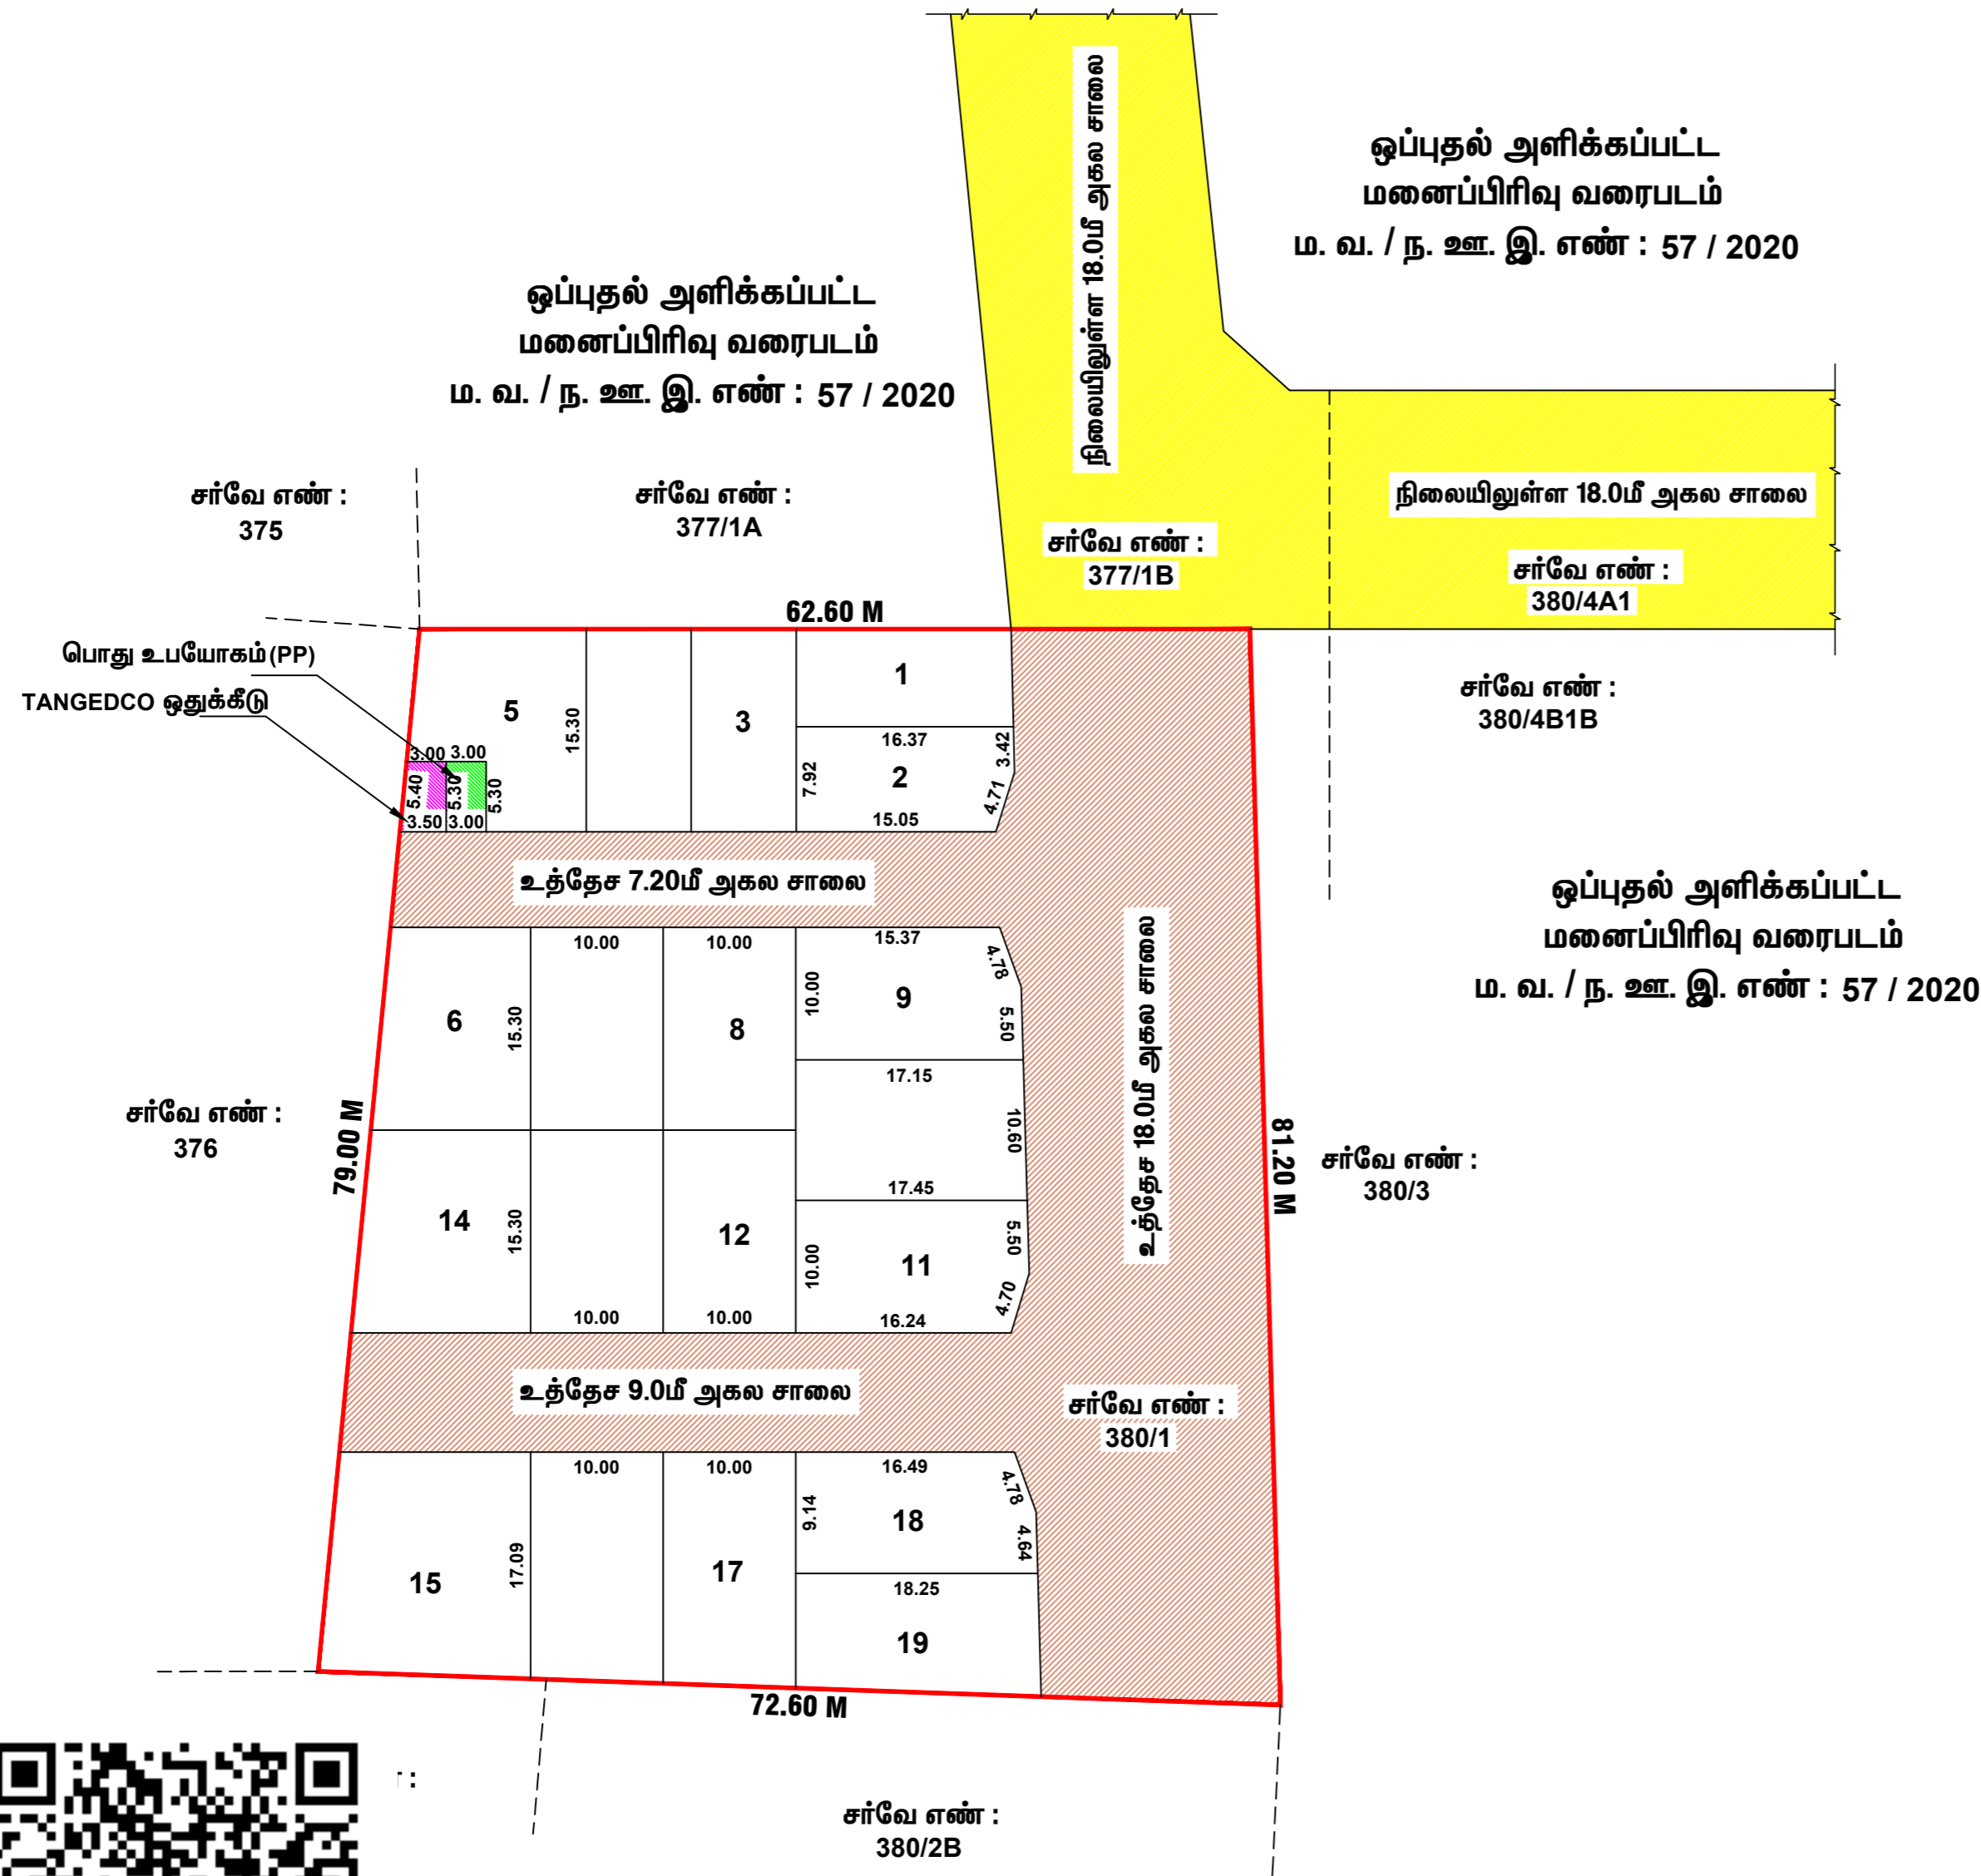 நிலையிலுள்ள 18.0மீ அகல சாலை
ஒப்புதல் அளிக்கப்பட்ட
மனைப்பிரிவு வரைபடம்
ம. வ. / ந. ஊ. இ. எண் : 57 / 2020
ஒப்புதல் அளிக்கப்பட்ட
மனைப்பிரிவு வரைபடம்
ம. வ. / ந. ஊ. இ. எண் : 57 / 2020
சர்வே எண் :
375
சர்வே எண் :
377/1A
நிலையிலுள்ள 18.0மீ அகல சாலை
சர்வே எண் :
377/1B
சர்வே எண் :
380/4A1
62.60 M
பொது உபயோகம்(PP)
TANGEDCO ஒதுக்கீடு
சர்வே எண் :
380/4B1B
5
15.30
3
1
16.37
3.42
2
7.92
4.71
15.05
3.00 3.00
5.40
5.30
5.30
3.50 3.00
உத்தேச 7.20மீ அகல சாலை
ஒப்புதல் அளிக்கப்பட்ட
மனைப்பிரிவு வரைபடம்
ம. வ. / ந. ஊ. இ. எண் : 57 / 2020
10.00
10.00
15.37
4.78
10.00
9
5.50
6
15.30
8
17.15
உத்தேச 18.0மீ அகல சாலை
சர்வே எண் :
376
79.00 M
10.60
81.20 M
சர்வே எண் :
380/3
17.45
14
15.30
12
5.50
10.00
11
4.70
10.00
10.00
16.24
உத்தேச 9.0மீ அகல சாலை
சர்வே எண் :
380/1
10.00
10.00
16.49
4.78
9.14
18
4.64
15
17.09
17
18.25
19
72.60 M
சர்வே எண் :
380/2B